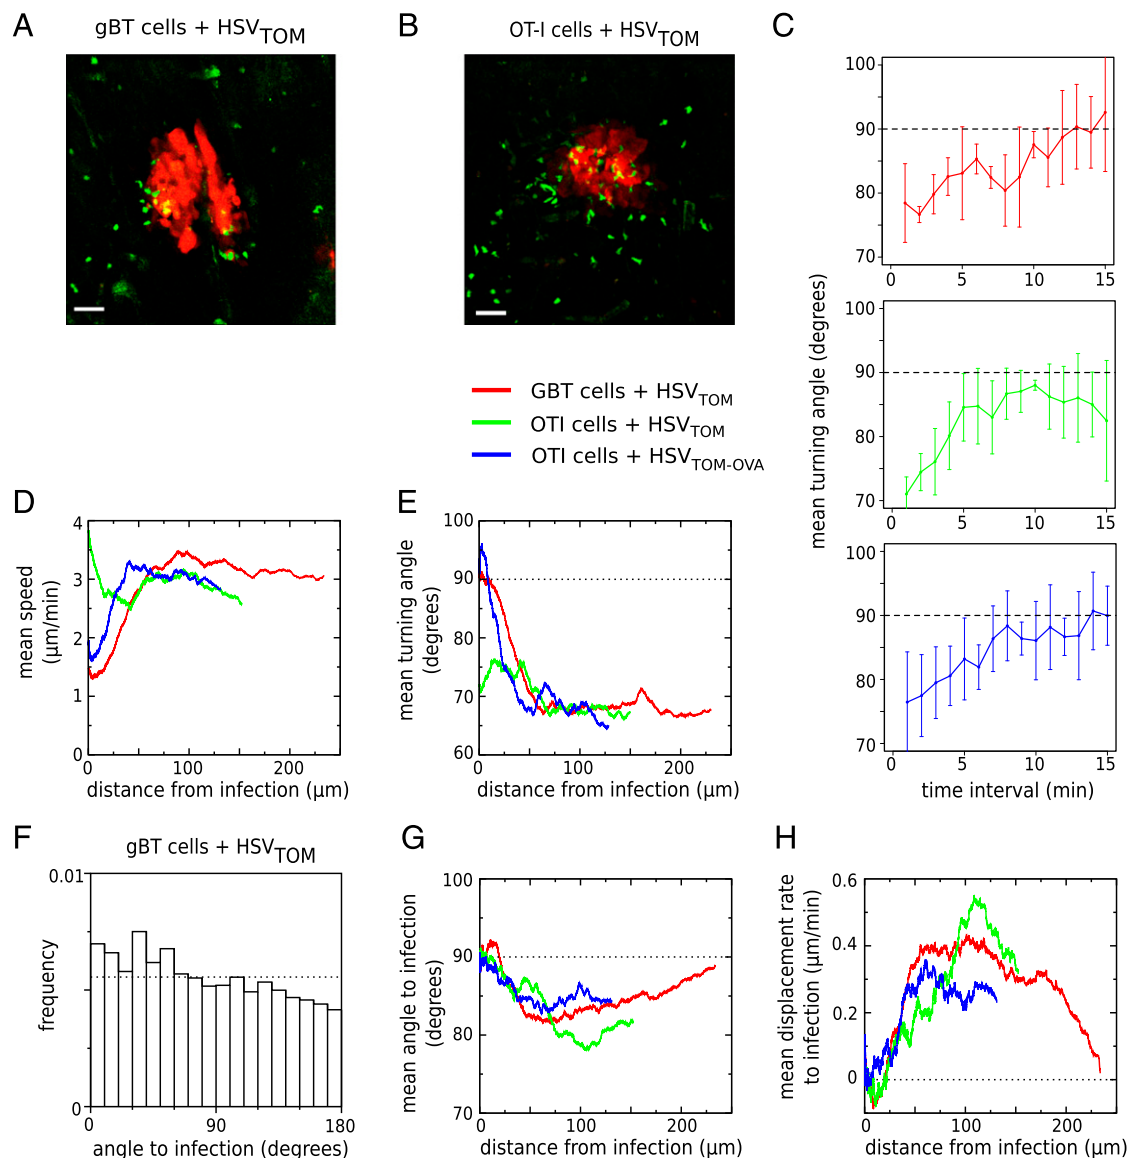 A
gBT cells + HSVTOM
B
OT-I cells + HSVTOM
C
100
90
80
70
0
5
10
15
100
90
80
70
0
5
10
15
100
90
80
70
0
5
10
15
mean turning angle (degrees)
time interval (min)
GBT cells + HSVTOM
OTI cells + HSVTOM
OTI cells + HSVTOM-OVA
D
4
3
2
1
0
0
100
200
mean speed
(µm/min)
distance from infection (µm)
E
100
90
80
70
60
0
100
200
mean turning angle
(degrees)
distance from infection (µm)
F
gBT cells + HSVTOM
0.01
0
0
90
180
frequency
angle to infection (degrees)
G
100
90
80
70
0
100
200
mean angle to infection
(degrees)
distance from infection (µm)
H
0.6
0.4
0.2
0
0
100
200
mean displacement rate
to infection (µm/min)
distance from infection (µm)